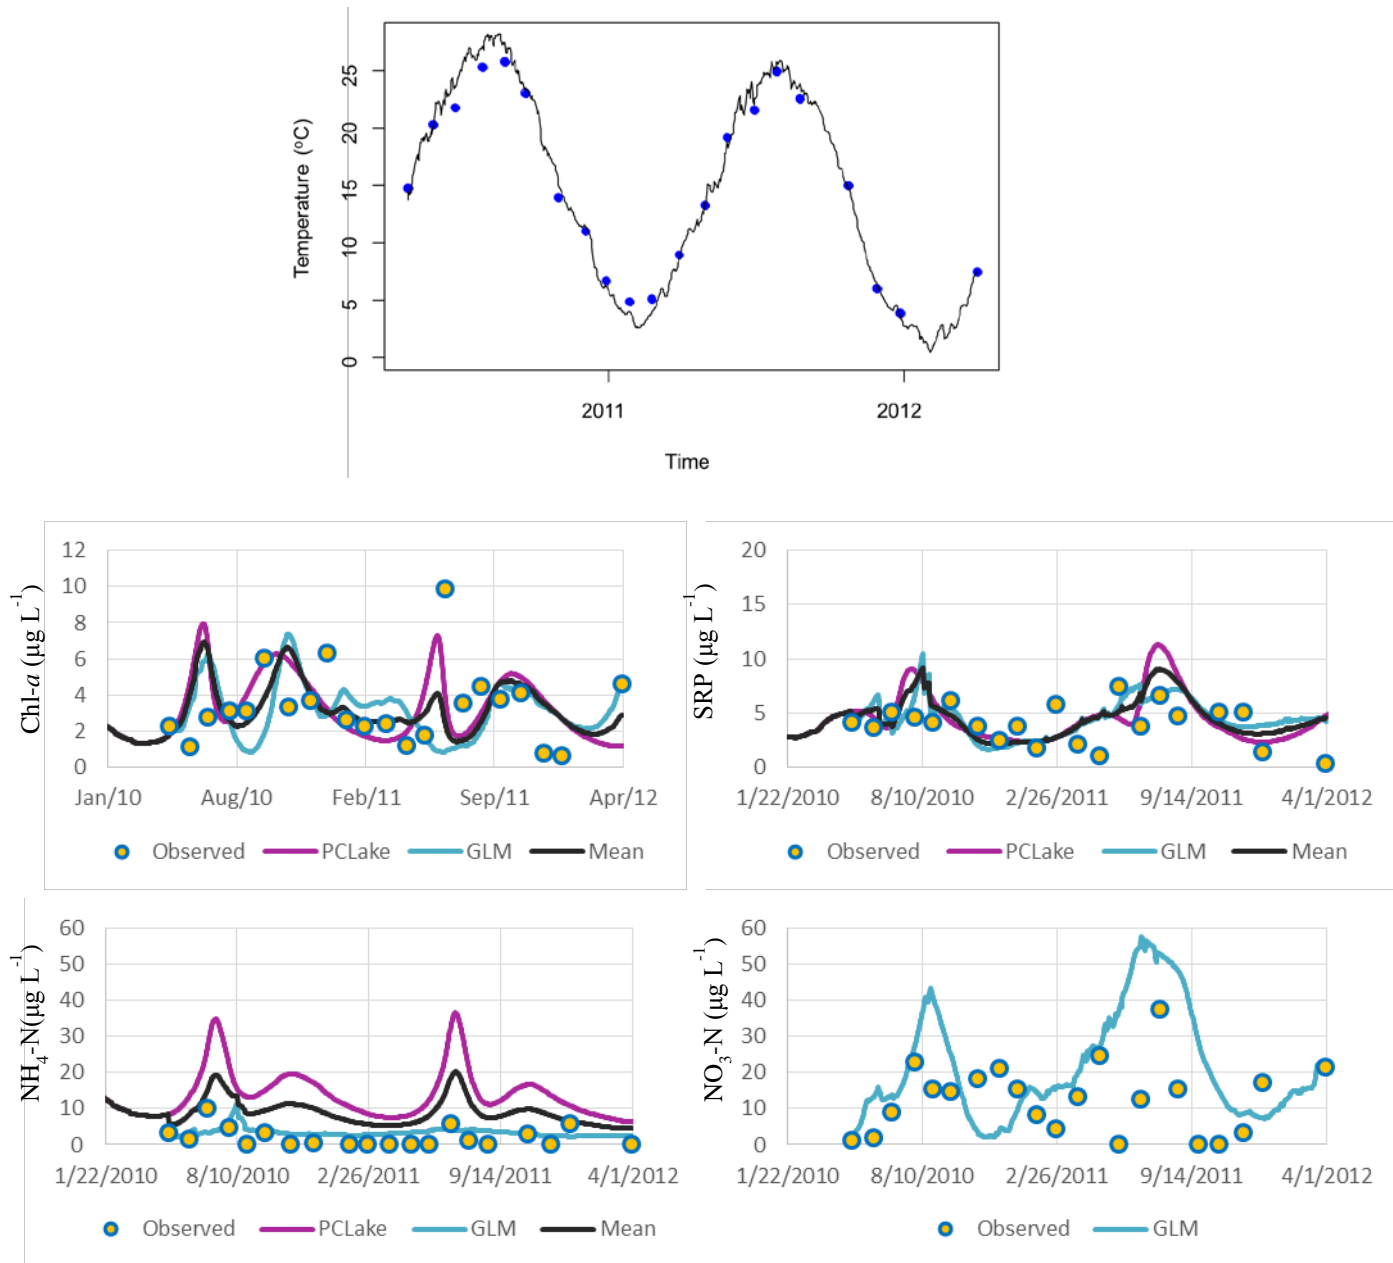 Temperature (ºC)
25
20
15
10
5
0
2011 2012
Time
Chl-a (µg L-1)
12
10
8
6
4
2
0
Jan/10 Aug/10 Feb/11 Sep/11 Apr/12
Observed PCLake GLM Mean
SRP (µg L-1)
20
15
10
5
0
1/22/2010 8/10/2010 2/26/2011 9/14/2011 4/1/2012
Observed PCLake GLM Mean
NH4-N(µg L-1)
60
50
40
30
20
10
0
1/22/2010 8/10/2010 2/26/2011 9/14/2011 4/1/2012
Observed PCLake GLM Mean
NO3-N (µg L-1)
60
50
40
30
20
10
0
1/22/2010 8/10/2010 2/26/2011 9/14/2011 4/1/2012
Observed GLM